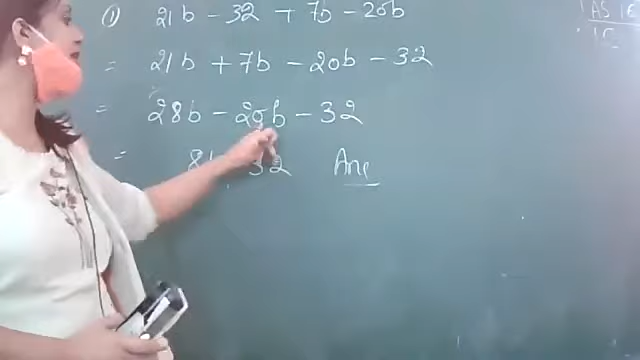 ① 21b - 32 + 7b - 20b
= 21b + 7b - 20b - 32
= 28b - 20b - 32
= 8b 32 Ans